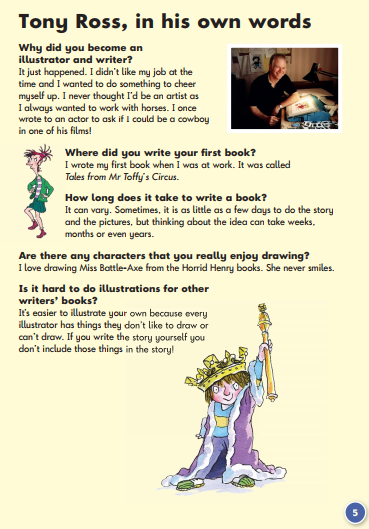 Tony Ross, in his own words
Why did you become an
illustrator and writer?
It just happened. I didn't like my job at the
time and I wanted to do something to cheer
myself up. I never thought I'd be an artist as
I always wanted to work with horses. I once
wrote to an actor to ask if I could be a cowboy
in one of his films!
Where did you write your first book?
I wrote my first book when I was at work. It was called
Tales from Mr Toffy's Circus.
How long does it take to write a book?
It can vary. Sometimes, it is as little as a few days to do the story
and the pictures, but thinking about the idea can take weeks,
months or even years.
Are there any characters that you really enjoy drawing?
I love drawing Miss Battle-Axe from the Horrid Henry books. She never smiles.
Is it hard to do illustrations for other
writers' books?
It's easier to illustrate your own because every
illustrator has things they don't like to draw or
can't draw. If you write the story yourself you
don't include those things in the story!
5